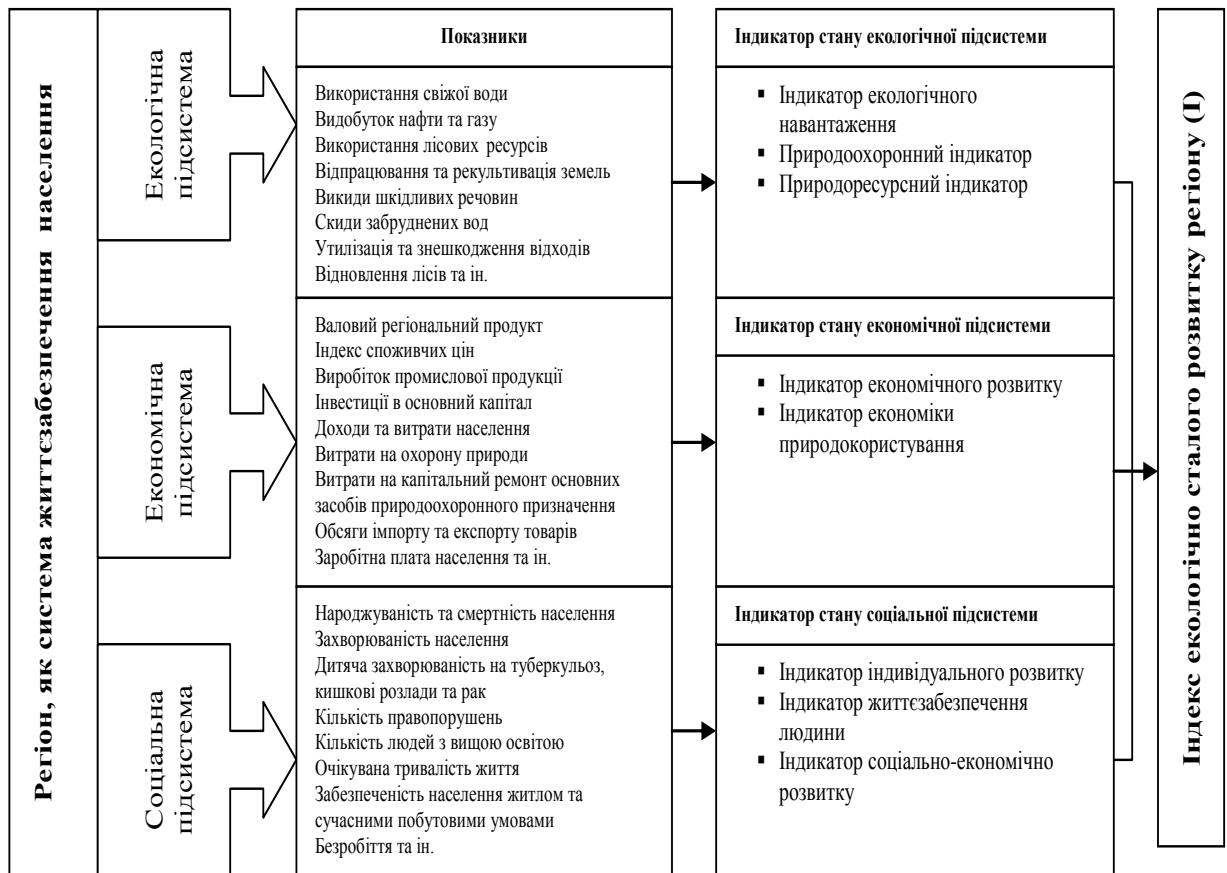 Регіон, як система життєзабезпечення населення
Екологічна
підсистема
Економічна
підсистема
Соціальна
підсистема
Показники
Використання свіжої води
Видобуток нафти та газу
Використання лісових ресурсів
Відпрацювання та рекультивація земель
Викиди шкідливих речовин
Скиди забруднених вод
Утилізація та знешкодження відходів
Відновлення лісів та ін.
Валовий регіональний продукт
Індекс споживчих цін
Виробіток промислової продукції
Інвестиції в основний капітал
Доходи та витрати населення
Витрати на охорону природи
Витрати на капітальний ремонт основних
засобів природоохоронного призначення
Обсяги імпорту та експорту товарів
Заробітна плата населення та ін.
Народжуваність та смертність населення
Захворюваність населення
Дитяча захворюваність на туберкульоз,
кишкові розлади та рак
Кількість правопорушень
Кількість людей з вищою освітою
Очікувана тривалість життя
Забезпеченість населення житлом та
сучасними побутовими умовами
Безробіття та ін.
Індикатор стану екологічної підсистеми
▪ Індикатор екологічного
навантаження
▪ Природоохоронний індикатор
▪ Природоресурсний індикатор
Індикатор стану економічної підсистеми
▪ Індикатор економічного розвитку
▪ Індикатор економіки
природокористування
Індикатор стану соціальної підсистеми
▪ Індикатор індивідуального розвитку
▪ Індикатор життєзабезпечення
людини
▪ Індикатор соціально-економічно
розвитку
Індекс екологічно сталого розвитку регіону (I)